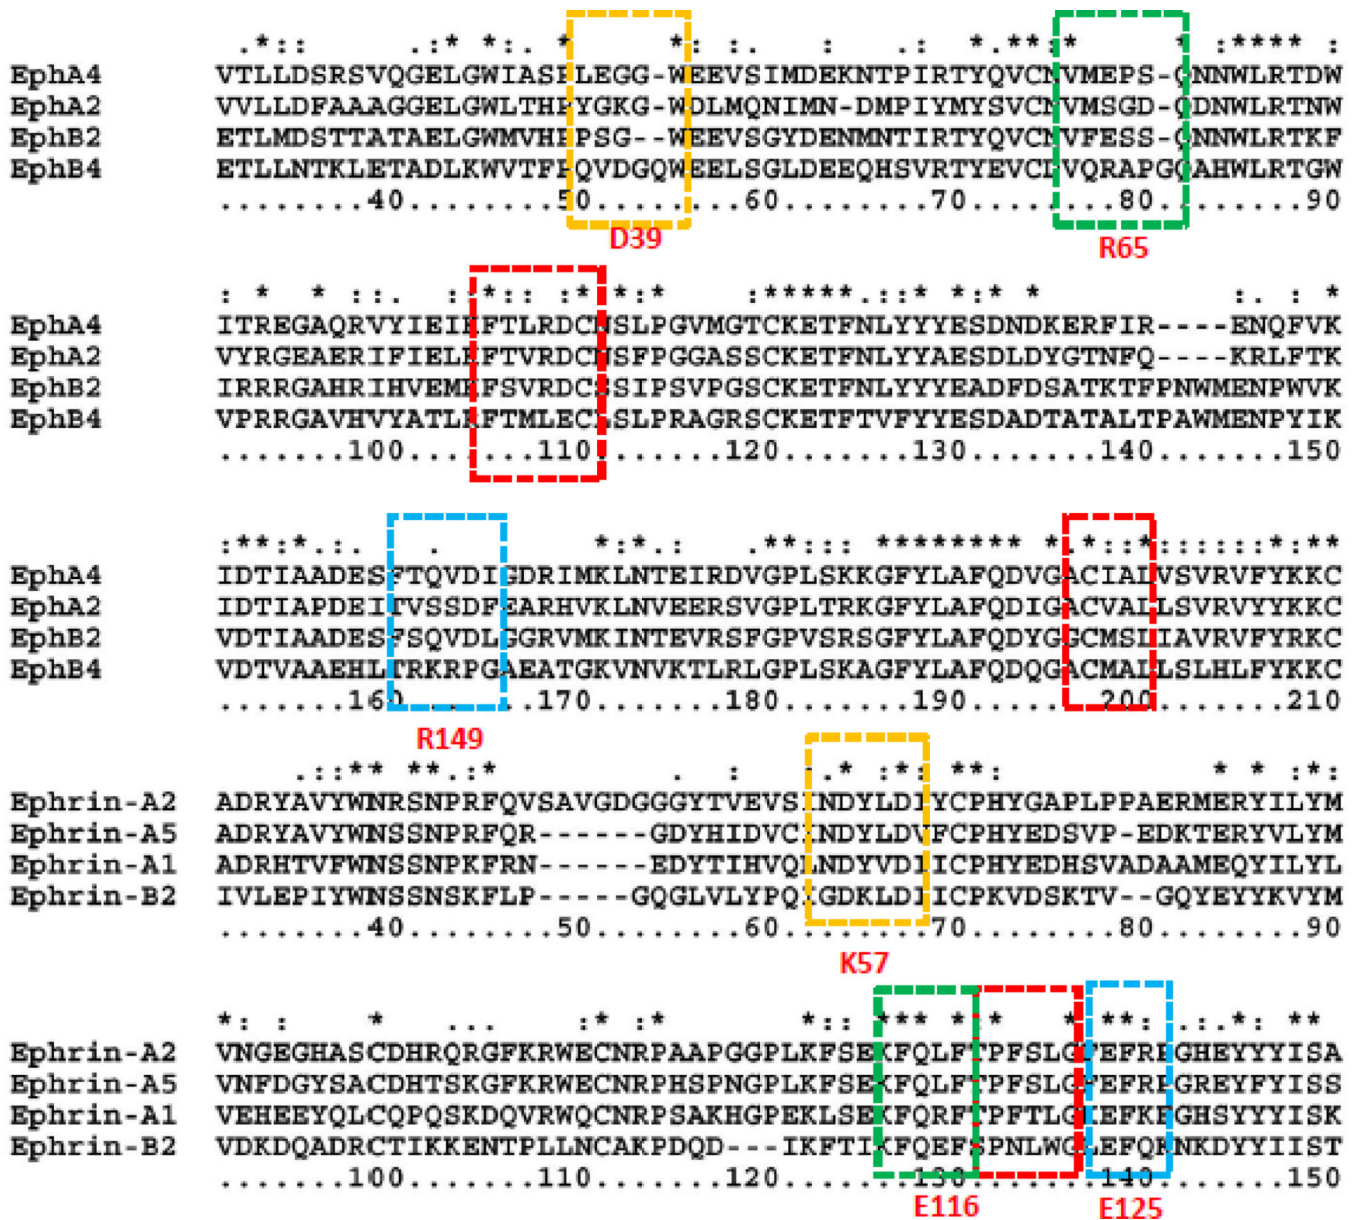 .*:: .:* *:. * *: :. : .: *.**:* * :**** :
EphA4 VTLLDSRSVQGELGWIASPLEGG-WEEVSIMDEKNTPIRTYQVCNVMEPS-QNNWLRTDW
EphA2 VVLLDFAAAGGELGWLTHPYGKG-WDLMQNIMN-DMPIYMYSVCNVMSGD-QDNWLRTNW
EphB2 ETLMDSTTATAELGWMVHPPSG--WEEVSGYDENMNTIRTYQVCNVFESS-QNNWLRTKF
EphB4 ETLLNTKLETADLKWVTFPQVDGQWEELSGLDEEQHSVRTYEVCDVQRAPGQAHWLRTGW
........40........50........60........70........80........90
D39
R65
: * * ::. : :*:: :* *:* :*****.::* *:* * :. : *
EphA4 ITREGAQRVYIEIKFTLRDCNSLPGVMGTCKETFNLYYYESDNDKERFIR----ENQFVK
EphA2 VYRGEAERIFIELKFTVRDCNSFPGGASSCKETFNLYYAESDLDYGTNFQ----KRLFTK
EphB2 IRRRGAHRIHVEMKFSVRDCSSIPSVPGSCKETFNLYYYEADFDSATKTFPNWMENPWVK
EphB4 VPRRGAVHVYATLRFTMLECLSLPRAGRSCKETFTVFYYESDADTATALTPAWMENPYIK
.......100.......110.......120.......130.......140.......150
:**:*.:. . *:*.: .**::: ******** *.*::*::::::*:**
EphA4 IDTIAADESFTQVDIGDRIMKLNTEIRDVGPLSKKGFYLAFQDVGACIALVSVRVFYKKC
EphA2 IDTIAPDEITVSSDFEARHVKLNVEERSVGPLTRKGFYLAFQDIGACVALLSVRVYYKKC
EphB2 VDTIAADESFSQVDLGGRVMKINTEVRSFGPVSRSGFYLAFQDYGGCMSLIAVRVFYRKC
EphB4 VDTVAAEHLTRKRPGAEATGKVNVKTLRLGPLSKAGFYLAFQDQGACMALLSLHLFYKKC
.......160.......170.......180.......190.......200.......210
R149
.::** **.:* . : :.* :*: **: * * :*:
Ephrin-A2 ADRYAVYWNRSNPRFQVSAVGDGGGYTVEVSINDYLDIYCPHYGAPLPPAERMERYILYM
Ephrin-A5 ADRYAVYWNSSNPRFQR------GDYHIDVCINDYLDVFCPHYEDSVP-EDKTERYVLYM
Ephrin-A1 ADRHTVFWNSSNPKFRN------EDYTIHVQLNDYVDIICPHYEDHSVADAAMEQYILYL
Ephrin-B2 IVLEPIYWNSSNSKFLP-----GQGLVLYPQIGDKLDIICPKVDSKTV--GQYEYYKVYM
........40........50........60........70........80........90
K57
*: : * ... :* :* *:: *** *:* * **: .:.*: **
Ephrin-A2 VNGEGHASCDHRQRGFKRWECNRPAAPGGPLKFSEKFQLFTPFSLGFEFRPGHEYYYISA
Ephrin-A5 VNFDGYSACDHTSKGFKRWECNRPHSPNGPLKFSEKFQLFTPFSLGFEFRPGREYFYISS
Ephrin-A1 VEHEEYQLCQPQSKDQVRWQCNRPSAKHGPEKLSEKFQRFTPFTLGKEFKEGHSYYYISK
Ephrin-B2 VDKDQADRCTIKKENTPLLNCAKPDQD---IKFTIKFQEFSPNLWGLEFQKNKDYYIIST
.......100.......110.......120.......130.......140.......150
E116
E125